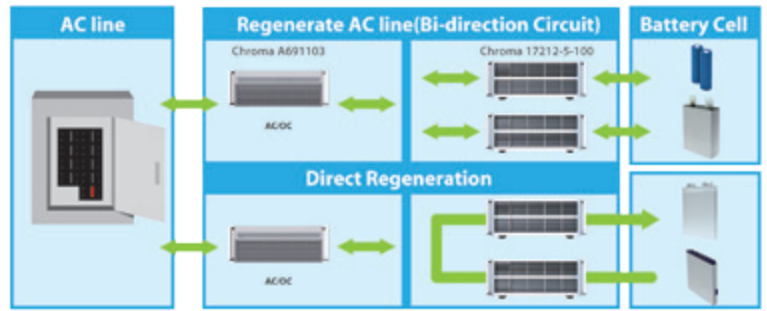 AC line
Regenerate AC line(Bi-direction Circuit)
Battery Cell
Chroma A691103
Chroma 17212-5-100
AC/DC
Direct Regeneration
AC/DC